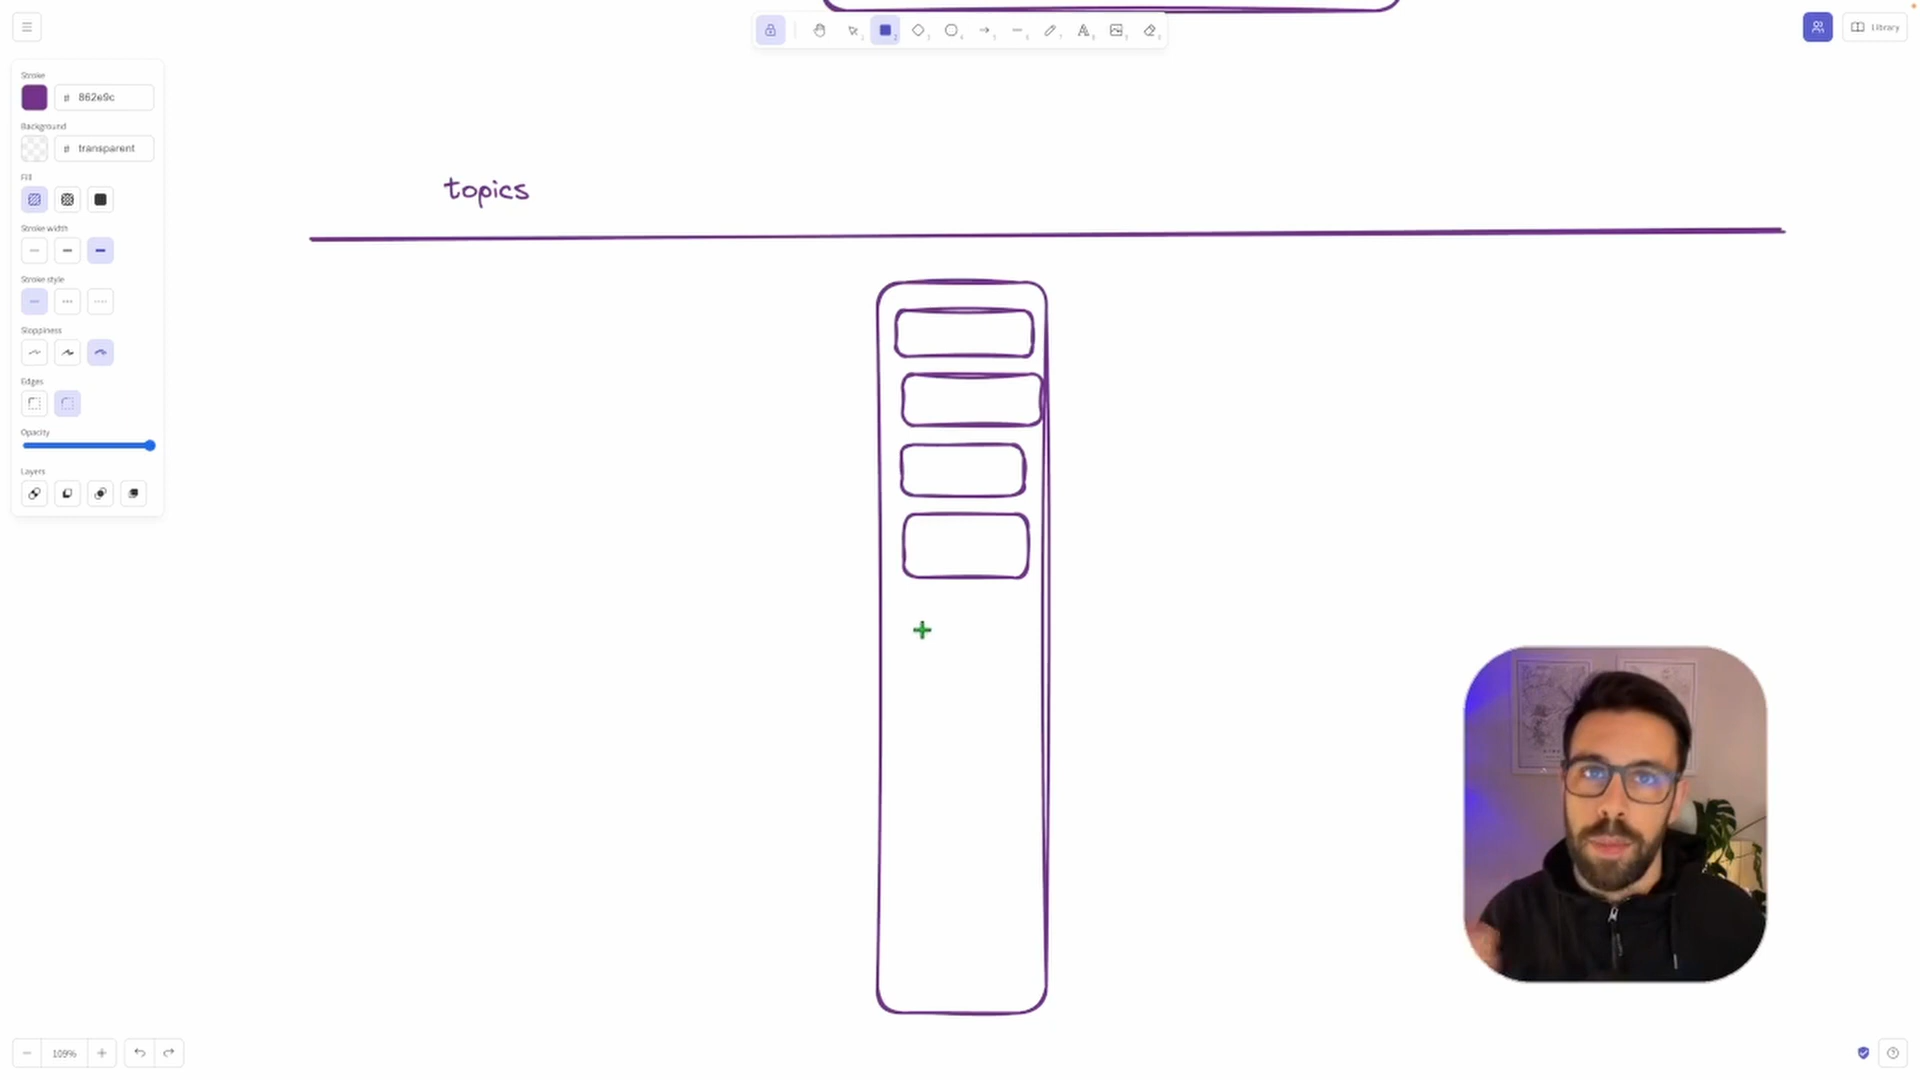 Library
Stroke
# 862e9c
Background
# transparent
Fill
Stroke width
Stroke style
Sloppiness
Edges
Opacity
Layers
topics
109%